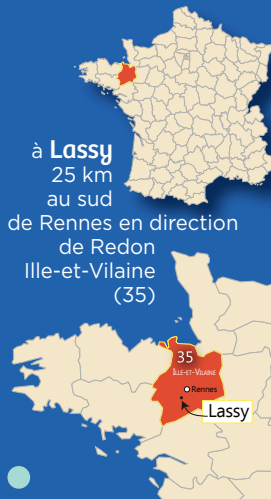 à Lassy
25 km
au sud
de Rennes en direction
de Redon
Ille-et-Vilaine
(35)
35
ILLE-ET-VILAINE
Rennes
Lassy